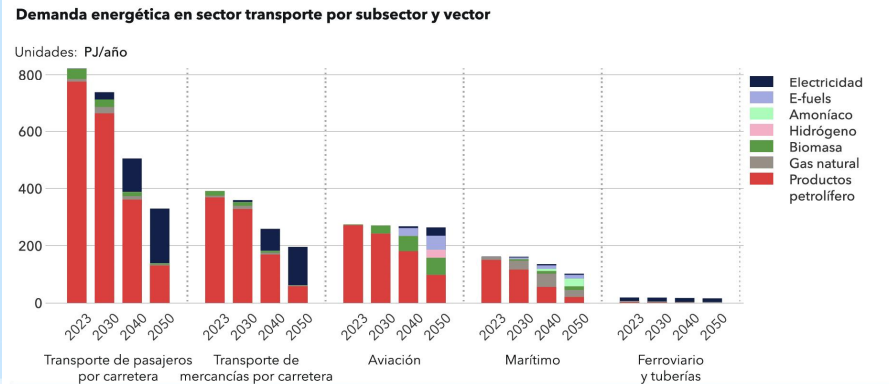 Demanda energética en sector transporte por subsector y vector
Unidades: PJ/año
800
600
400
200
0
Electricidad
E-fuels
Amoníaco
Hidrógeno
Biomasa
Gas natural
Productos
petrolífero
2023 2030 2040 2050 2023 2030 2040 2050 2023 2030 2040 2050 2023 2030 2040 2050 2023 2030 2040 2050
Transporte de pasajeros
por carretera
Transporte de
mercancías por carretera
Aviación
Marítimo
Ferroviario
y tuberías